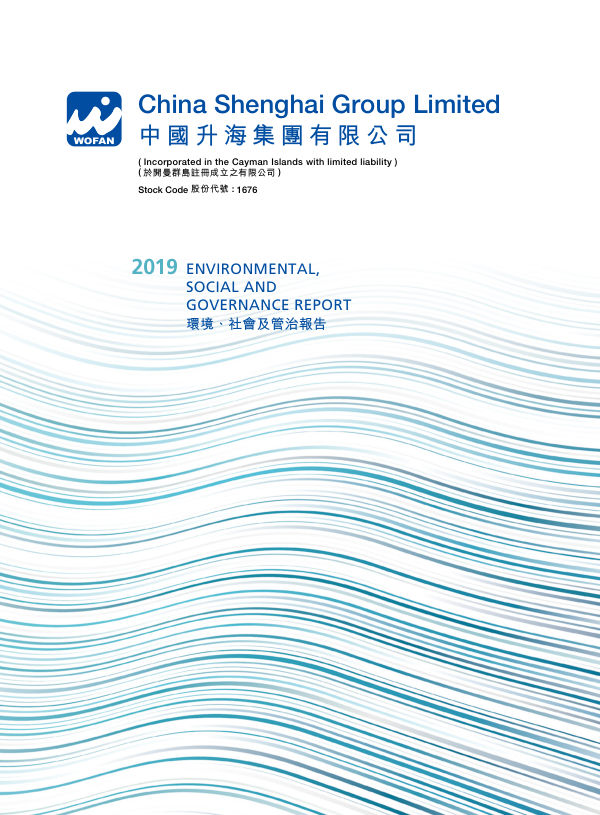 WOFAN
China Shenghai Group Limited
中國升海集團有限公司
( Incorporated in the Cayman Islands with limited liability )
( 於開曼群島註冊成立之有限公司 )
Stock Code 股份代號 : 1676
2019 ENVIRONMENTAL,
SOCIAL AND
GOVERNANCE REPORT
環境、社會及管治報告